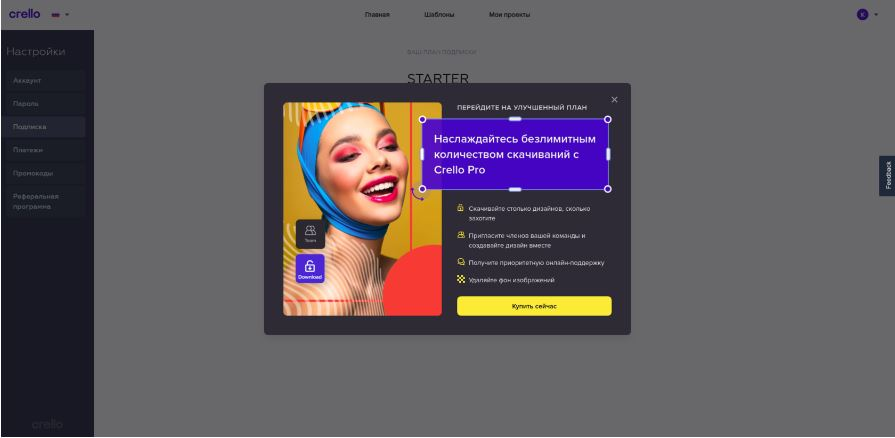 crello
Главная
Шаблоны
Мои проекты
K
Настройки
Аккаунт
Пароль
Подписка
Платежи
Промокоды
Реферальная
программа
crello
ВАШ ПЛАН ПОДПИСКИ
STARTER
ПЕРЕЙДИТЕ НА УЛУЧШЕННЫЙ ПЛАН
Наслаждайтесь безлимитным
количеством скачиваний с
Crello Pro
Скачивайте столько дизайнов, сколько
захотите
Пригласите членов вашей команды и
создавайте дизайн вместе
Получите приоритетную онлайн-поддержку
Удаляйте фон изображений
Купить сейчас
Team
Download
Feedback